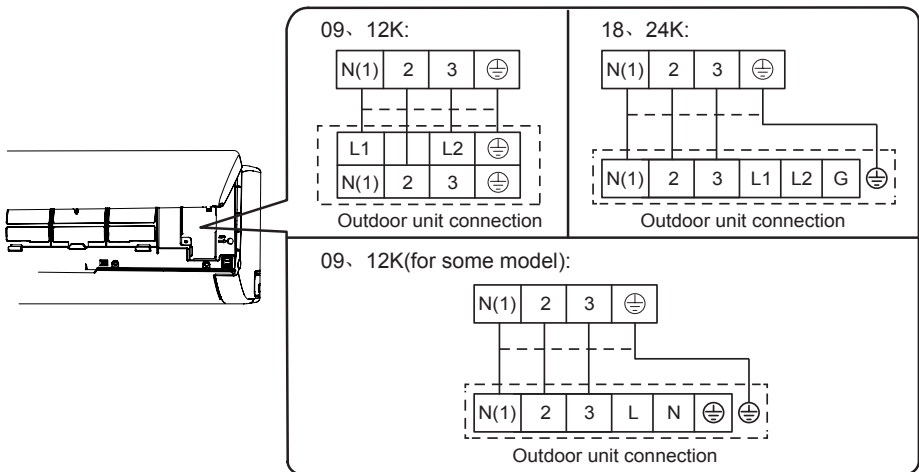 09、12K:
N(1) 2 3
L1 L2
N(1) 2 3
Outdoor unit connection
18、24K:
N(1) 2 3
N(1) 2 3 L1 L2 G
Outdoor unit connection
09、12K(for some model):
N(1) 2 3
N(1) 2 3 L N
Outdoor unit connection